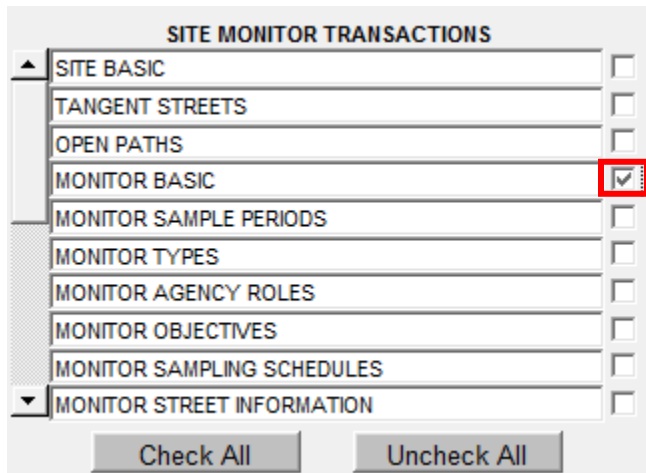 SITE MONITOR TRANSACTIONS
SITE BASIC
TANGENT STREETS
OPEN PATHS
MONITOR BASIC
MONITOR SAMPLE PERIODS
MONITOR TYPES
MONITOR AGENCY ROLES
MONITOR OBJECTIVES
MONITOR SAMPLING SCHEDULES
MONITOR STREET INFORMATION
Check All Uncheck All